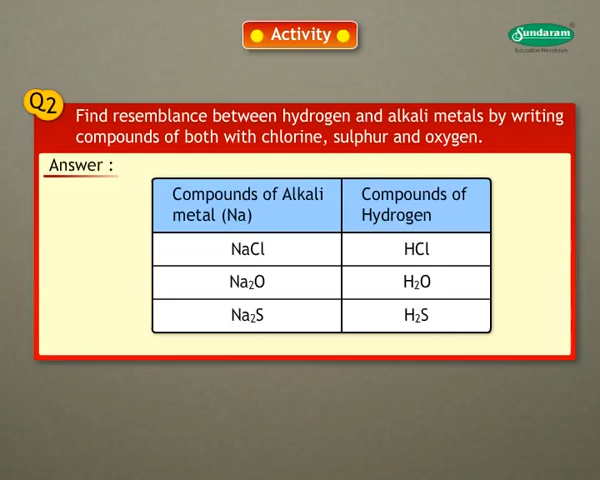 Activity
Sundaram
Education Revolution
Q2
Find resemblance between hydrogen and alkali metals by writing
compounds of both with chlorine, sulphur and oxygen.
Answer :
Compounds of Alkali
metal (Na)
Compounds of
Hydrogen
NaCl
HCl
Na₂O
H₂O
Na₂S
H₂S